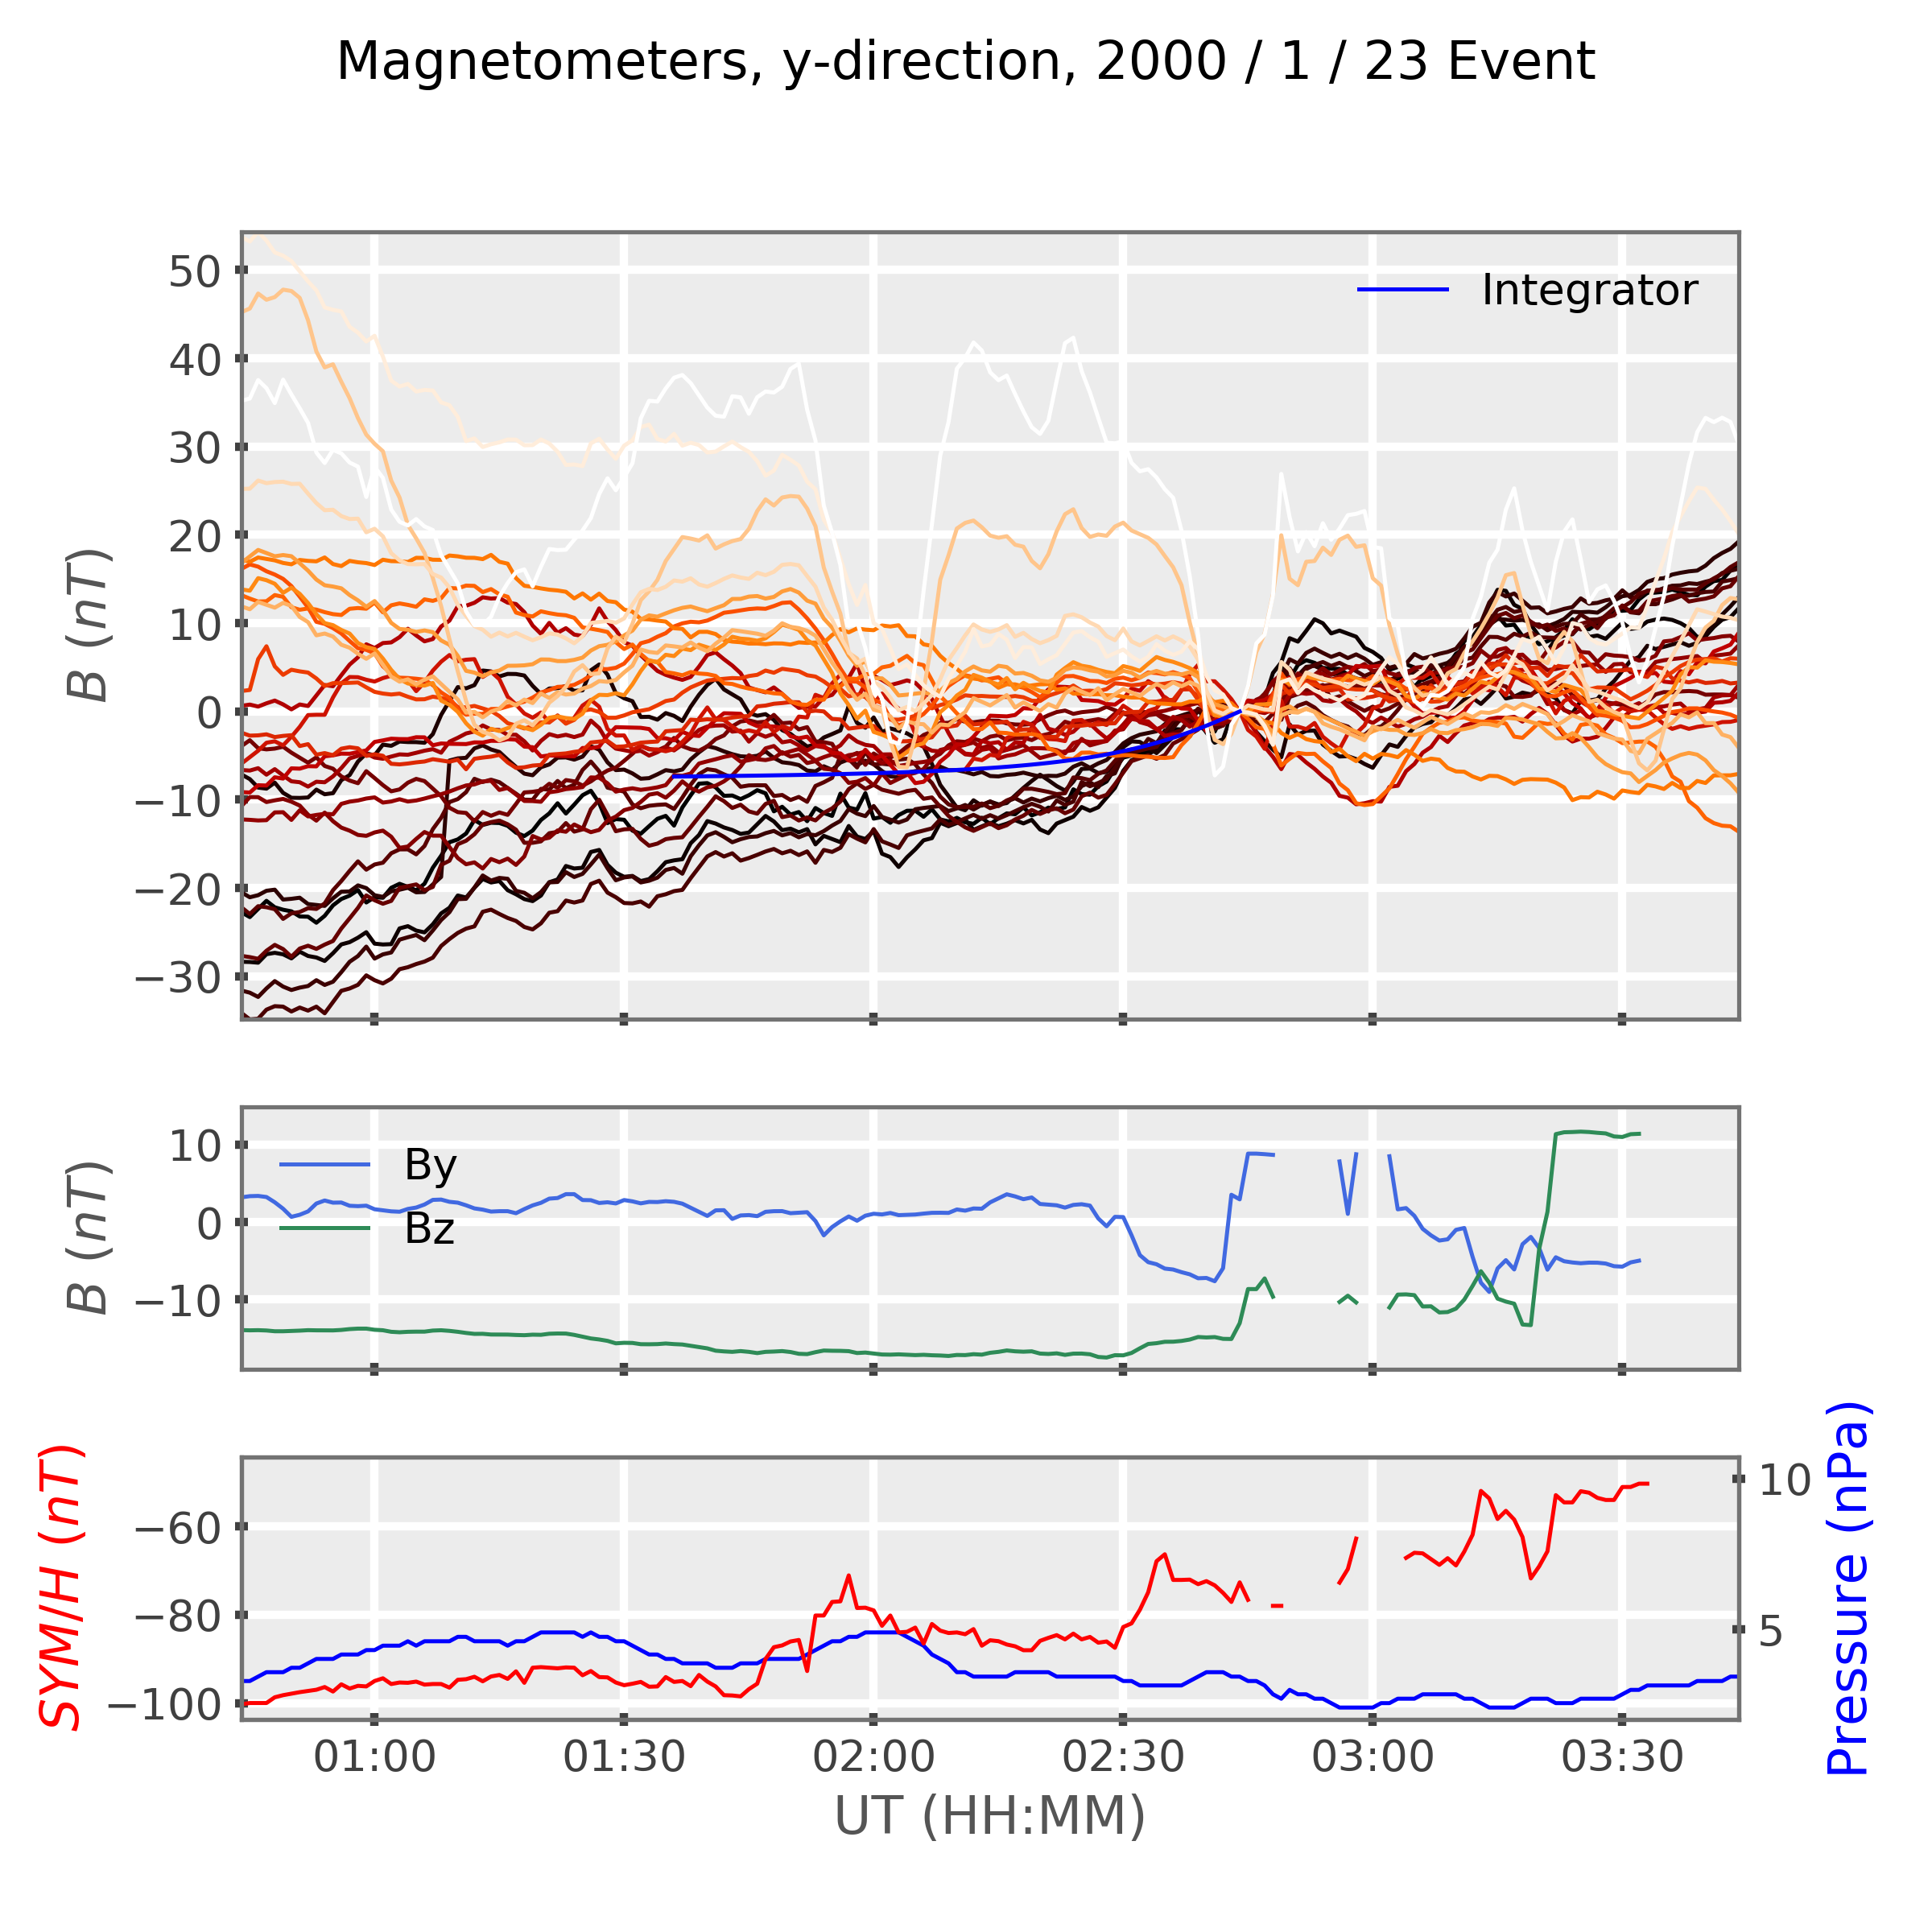 Magnetometers, y-direction, 2000 / 1 / 23 Event
B (nT)
50
40
30
20
10
0
−10
−20
−30
Integrator
B (nT)
10
0
−10
By
Bz
SYM/H (nT)
−60
−80
−100
10
5
Pressure (nPa)
01:00 01:30 02:00 02:30 03:00 03:30
UT (HH:MM)